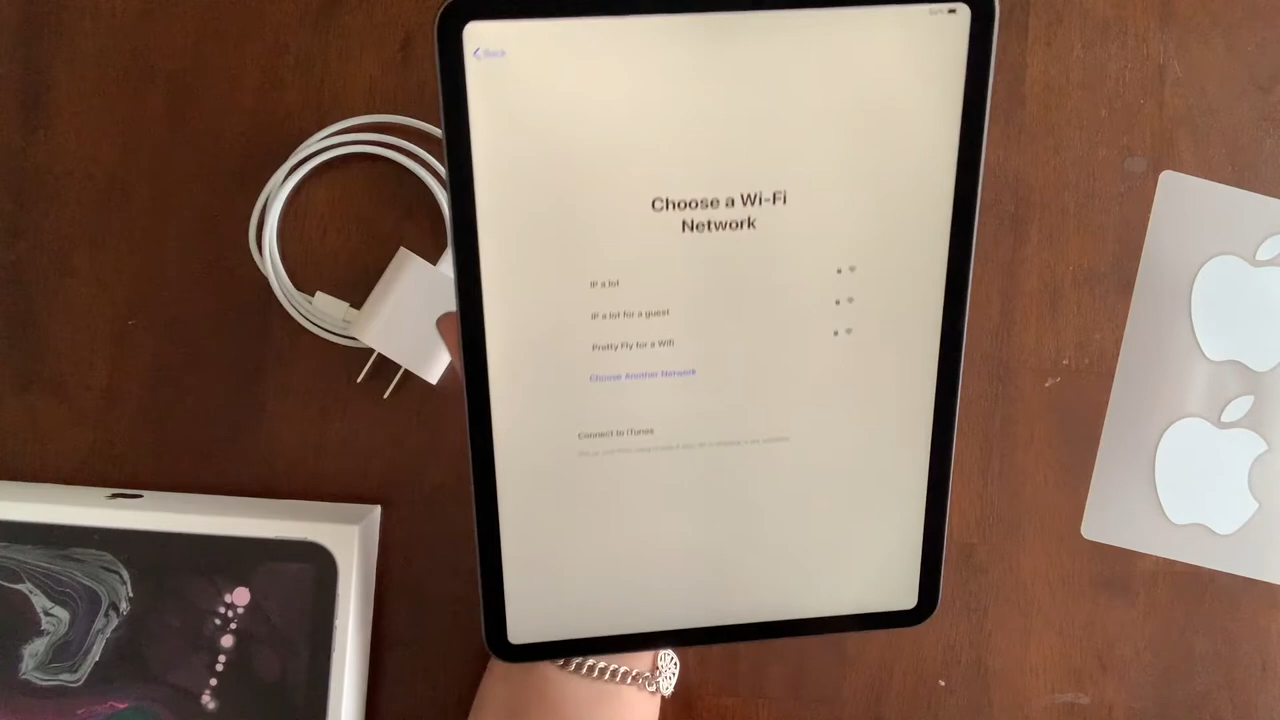 Back
Choose a Wi-Fi
Network
IP a lot
IP a lot for a guest
Pretty Fly for a Wifi
Choose Another Network
Connect to iTunes